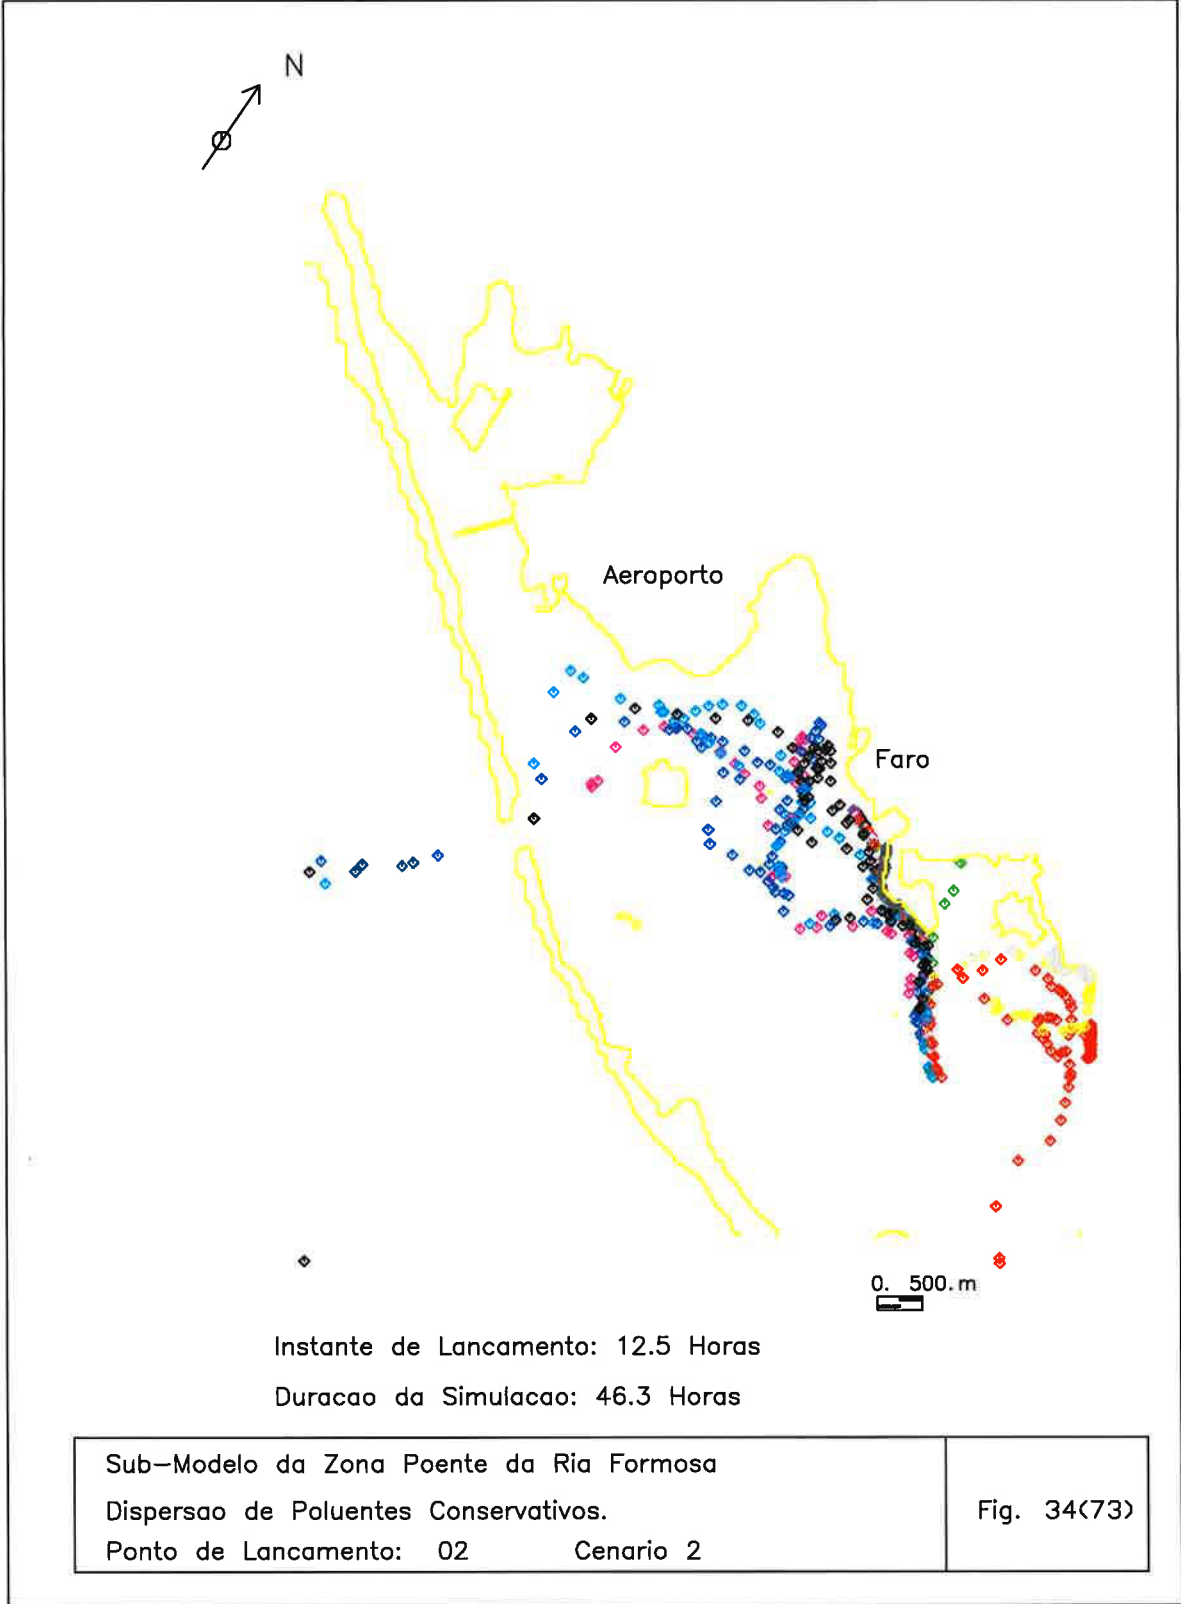 N
Aeroporto
Faro
0. 500.m
Instante de Lancamento: 12.5 Horas
Duracao da Simulacao: 46.3 Horas
Sub-Modelo da Zona Poente da Ria Formosa
Dispersao de Poluentes Conservativos.
Ponto de Lancamento: 02 Cenario 2
Fig. 34(73)